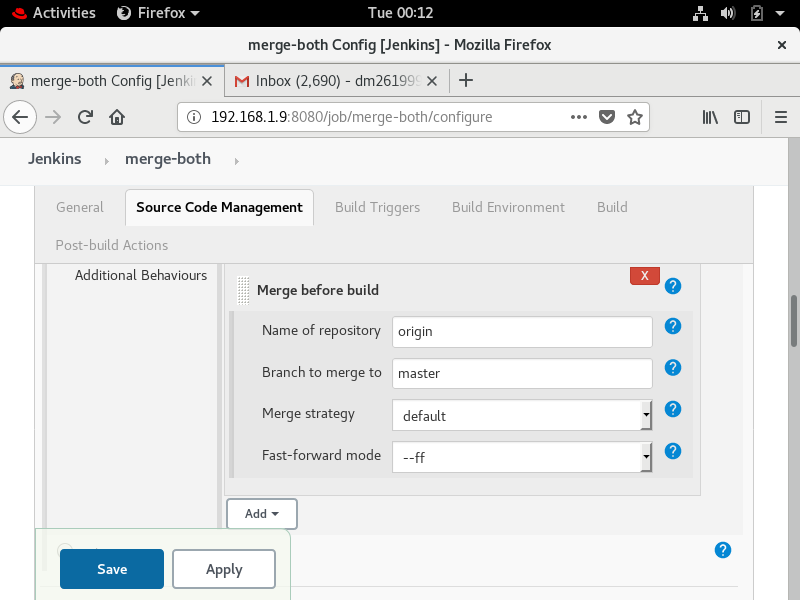 Activities Firefox Tue 00:12
merge-both Config [Jenkins] - Mozilla Firefox ×
merge-both Config [Jenki × Inbox (2,690) - dm26199 × +
192.168.1.9:8080/job/merge-both/configure
Jenkins merge-both
General Source Code Management Build Triggers Build Environment Build
Post-build Actions
Additional Behaviours X
Merge before build ?
Name of repository origin ?
Branch to merge to master ?
Merge strategy default ?
Fast-forward mode --ff ?
Add
?
Save Apply